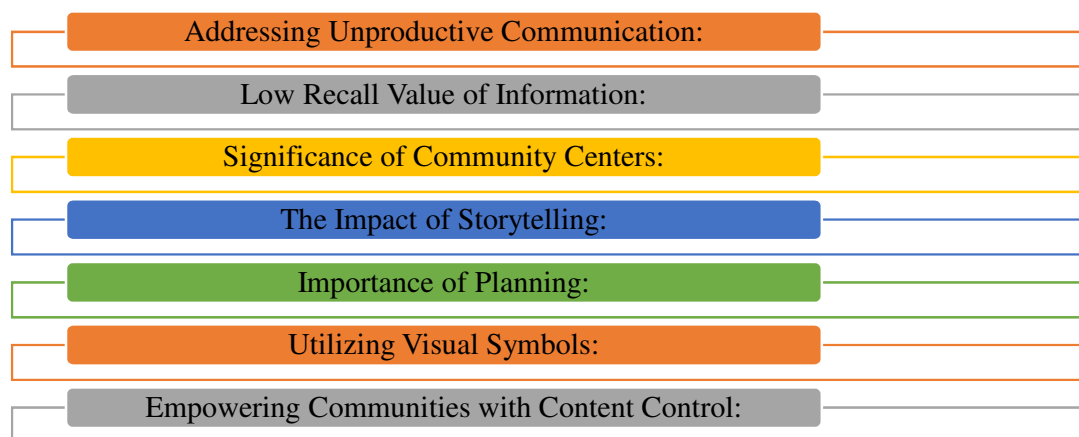 Addressing Unproductive Communication:
Low Recall Value of Information:
Significance of Community Centers:
The Impact of Storytelling:
Importance of Planning:
Utilizing Visual Symbols:
Empowering Communities with Content Control: